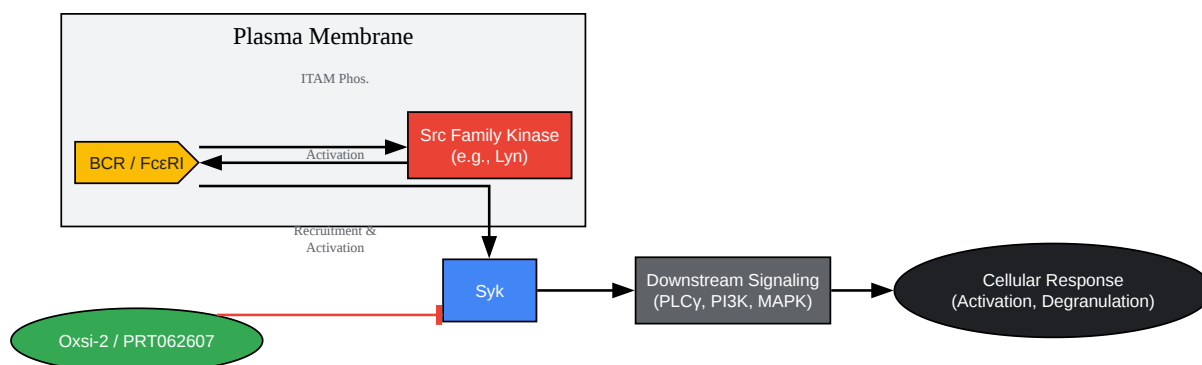 Plasma Membrane
ITAM Phos.
Src Family Kinase
(e.g., Lyn)
BCR / FcεRI
Activation
Recruitment &
Activation
Syk
Downstream Signaling
(PLCγ, PI3K, MAPK)
Cellular Response
(Activation, Degranulation)
Oxsi-2 / PRT062607